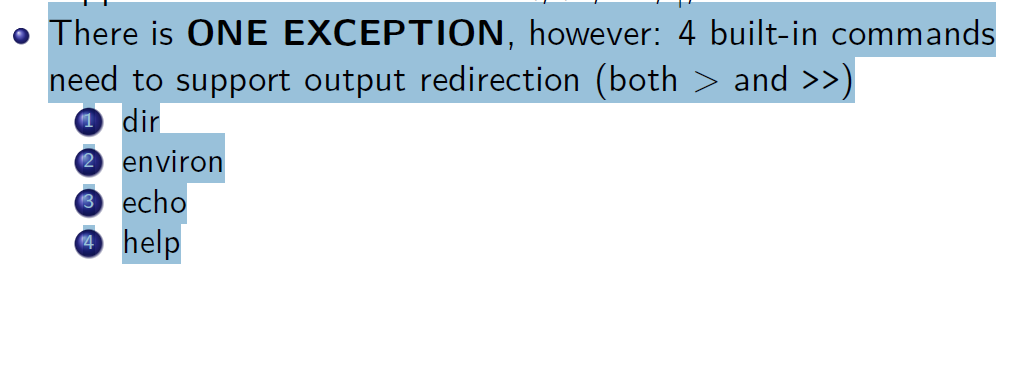 There is ONE EXCEPTION, however: 4 built-in commands
need to support output redirection (both > and >>)
1 dir
2 environ
3 echo
4 help